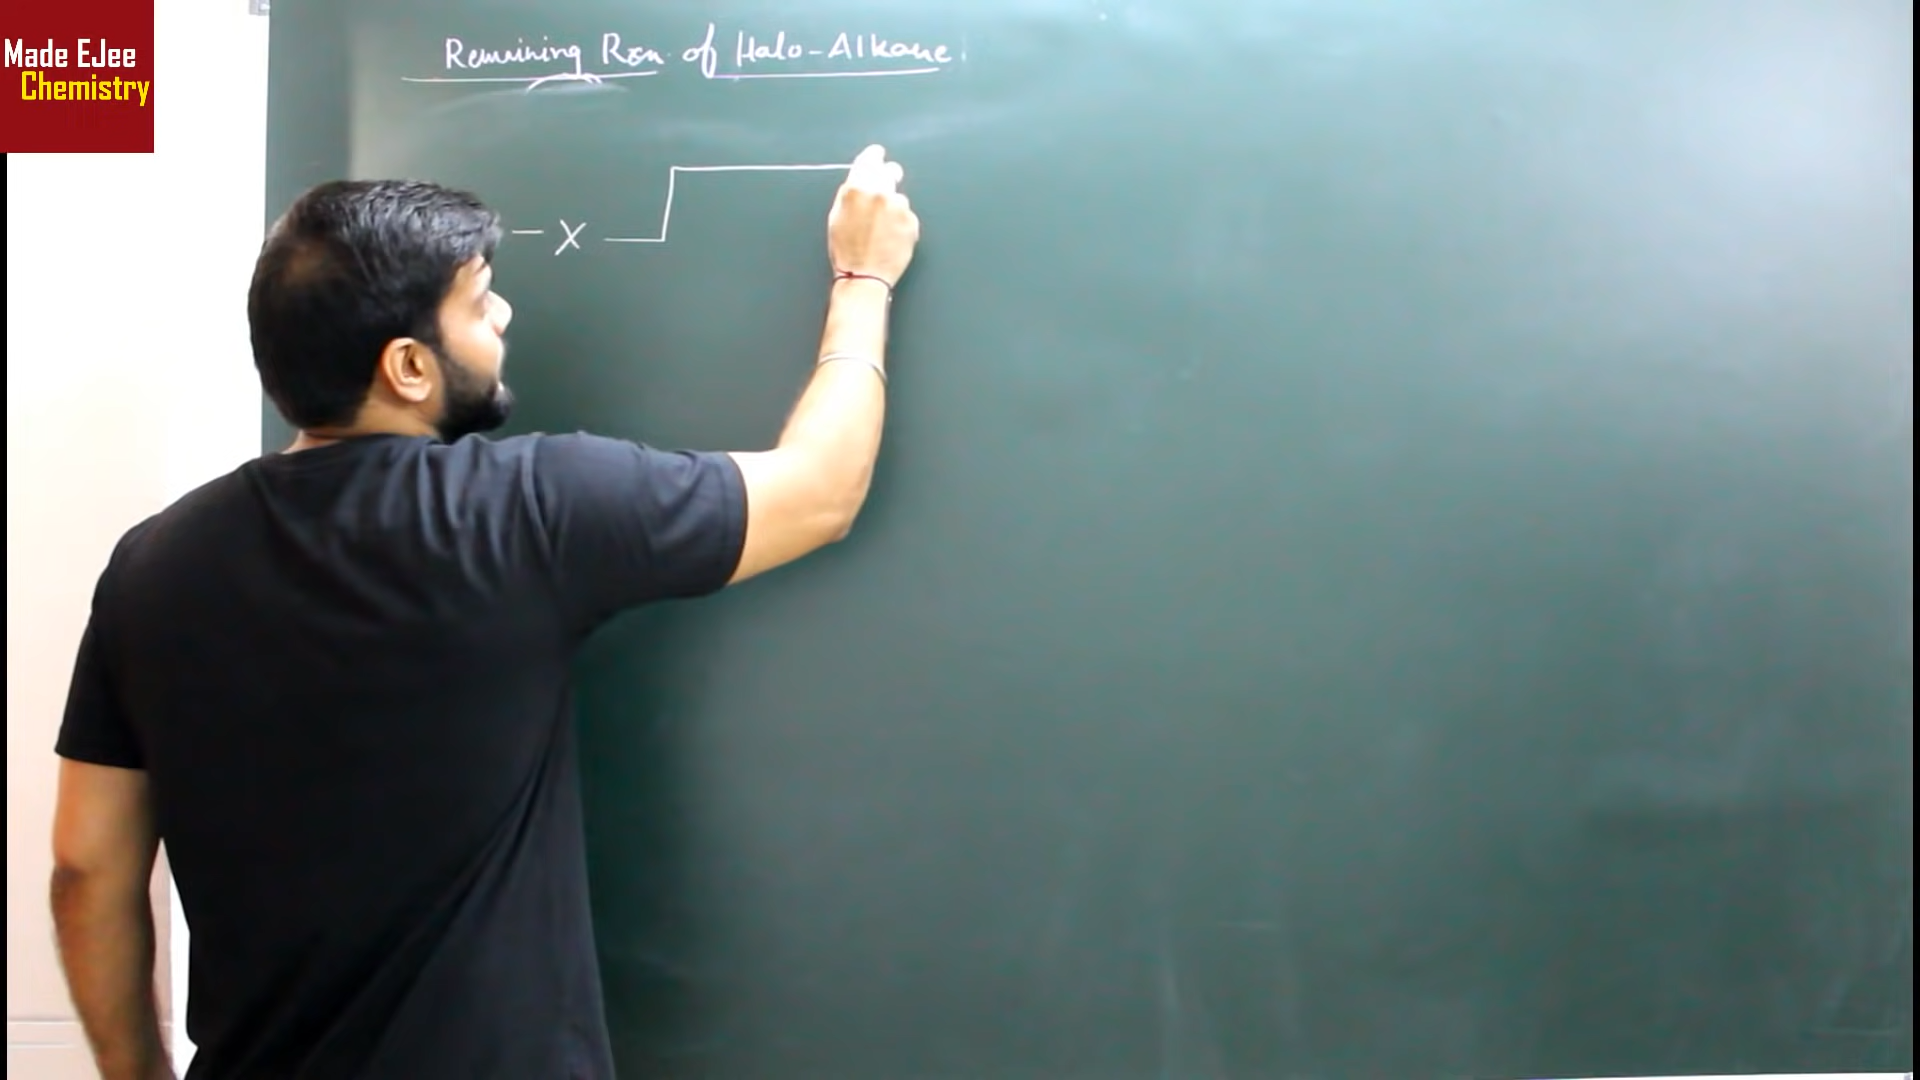 Made EJee
Chemistry
Remaining Rxn. of Halo-Alkane.
— X